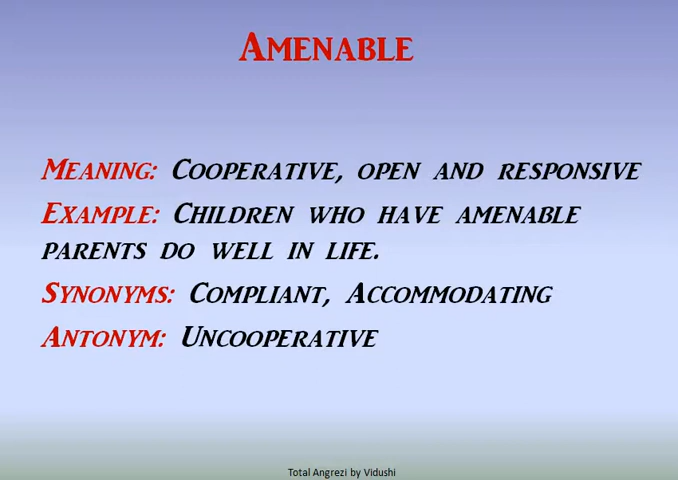 Amenable
Meaning: Cooperative, open and responsive
Example: Children who have amenable
parents do well in life.
Synonyms: Compliant, Accommodating
Antonym: Uncooperative
Total Angrezi by Vidushi